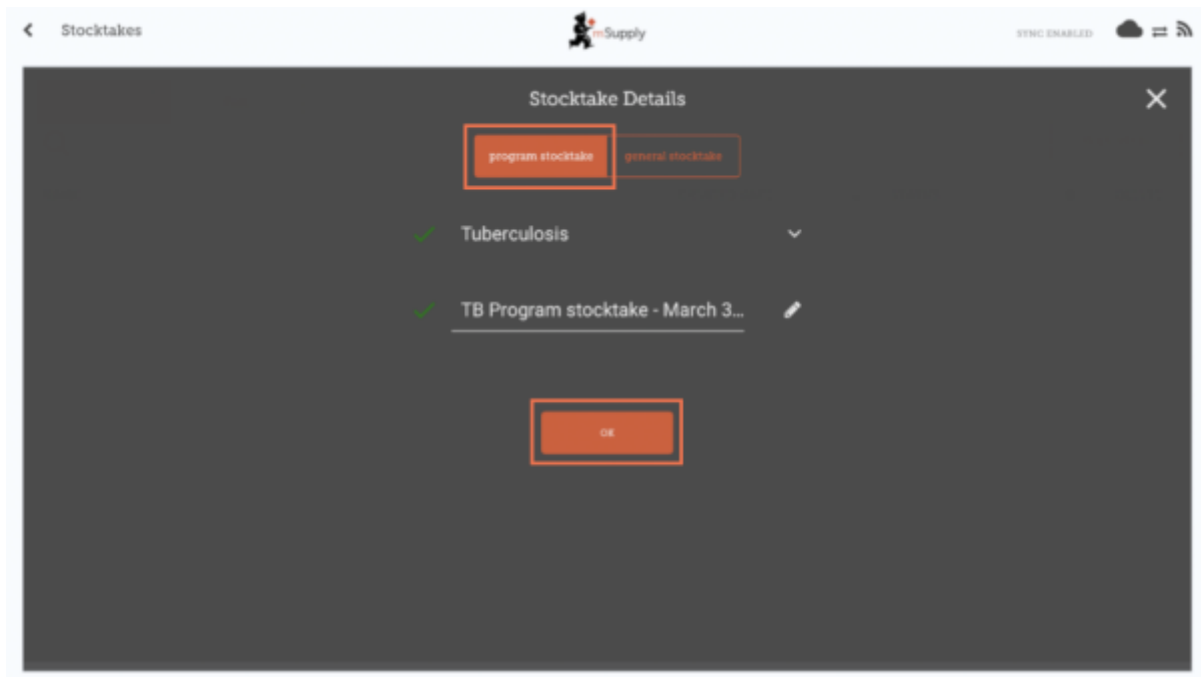 Stocktakes
mSupply
SYNC ENABLED
Stocktake Details
program stocktake
general stocktake
Tuberculosis
TB Program stocktake - March 3...
OK